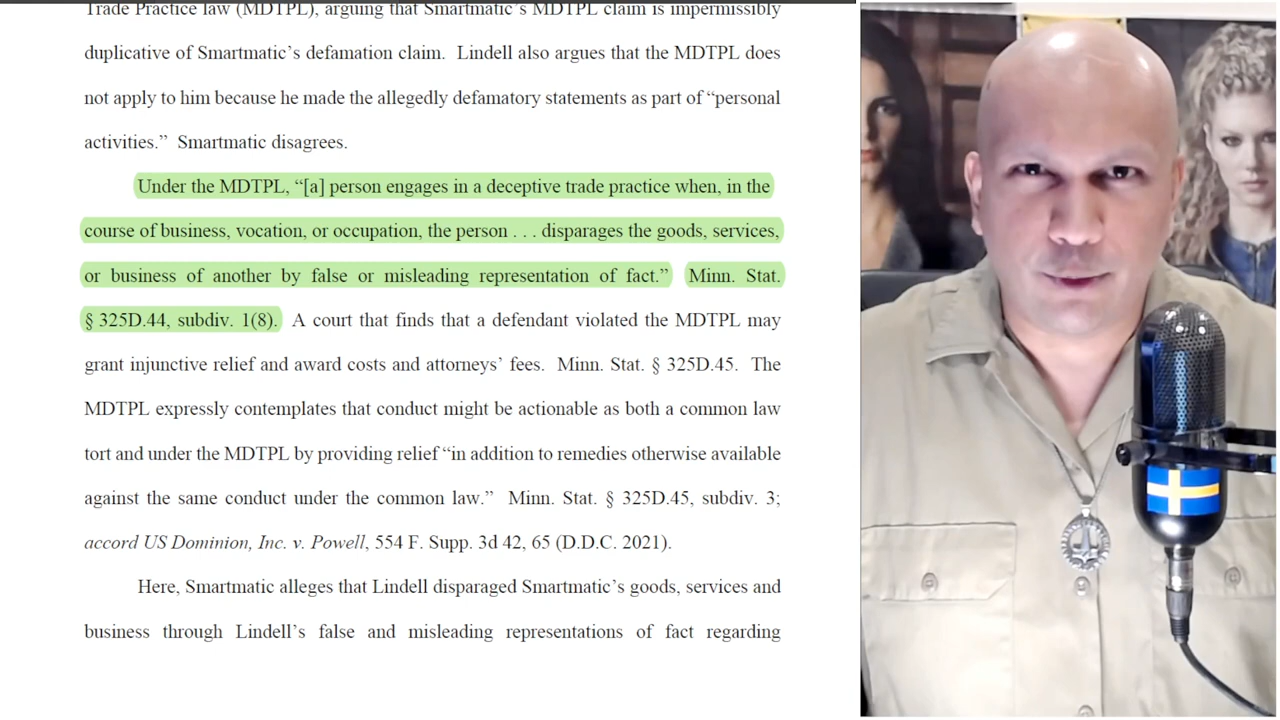 Trade Practice law (MDTPL), arguing that Smartmatic’s MDTPL claim is impermissibly
duplicative of Smartmatic’s defamation claim. Lindell also argues that the MDTPL does
not apply to him because he made the allegedly defamatory statements as part of “personal
activities.” Smartmatic disagrees.
Under the MDTPL, “[a] person engages in a deceptive trade practice when, in the
course of business, vocation, or occupation, the person . . . disparages the goods, services,
or business of another by false or misleading representation of fact.” Minn. Stat.
§ 325D.44, subdiv. 1(8). A court that finds that a defendant violated the MDTPL may
grant injunctive relief and award costs and attorneys’ fees. Minn. Stat. § 325D.45. The
MDTPL expressly contemplates that conduct might be actionable as both a common law
tort and under the MDTPL by providing relief “in addition to remedies otherwise available
against the same conduct under the common law.” Minn. Stat. § 325D.45, subdiv. 3;
accord US Dominion, Inc. v. Powell, 554 F. Supp. 3d 42, 65 (D.D.C. 2021).
Here, Smartmatic alleges that Lindell disparaged Smartmatic’s goods, services and
business through Lindell’s false and misleading representations of fact regarding